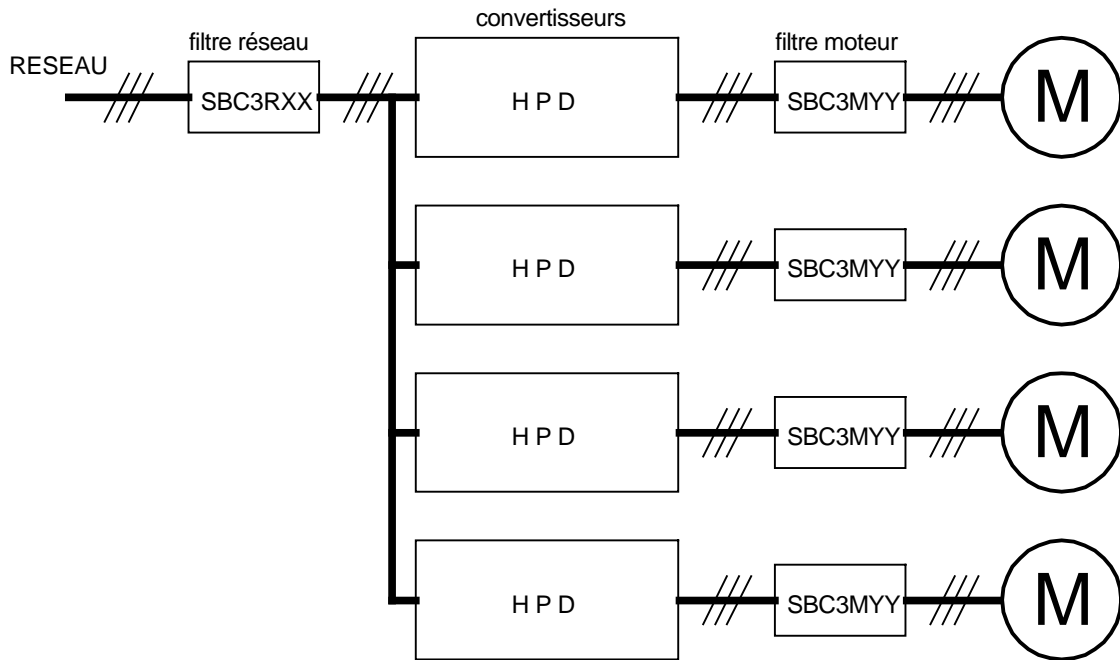 convertisseurs
filtre réseau
filtre moteur
RESEAU
SBC3RXX
H P D
SBC3MYY
M
H P D
SBC3MYY
M
H P D
SBC3MYY
M
H P D
SBC3MYY
M